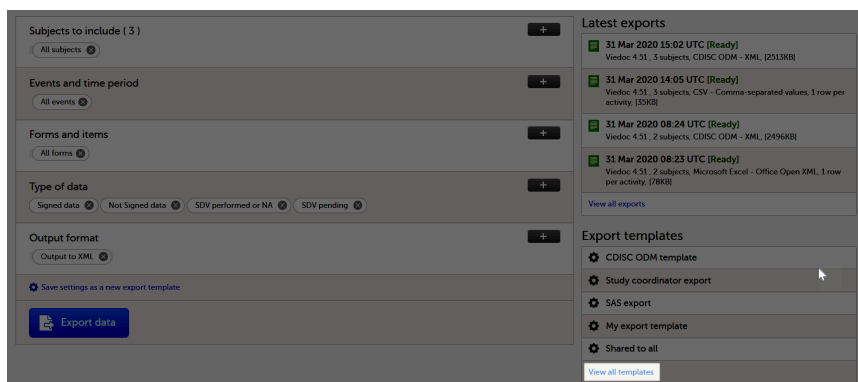 Subjects to include ( 3 )
All subjects
Events and time period
All events
Forms and items
All forms
Type of data
Signed data Not Signed data SDV performed or NA SDV pending
Output format
Output to XML
Save settings as a new export template
Export data
Latest exports
31 Mar 2020 15:02 UTC [Ready]
Viedoc 4.51 , 3 subjects, CDISC ODM - XML, [2513KB]
31 Mar 2020 14:05 UTC [Ready]
Viedoc 4.51 , 3 subjects, CSV - Comma-separated values, 1 row per
activity, [35KB]
31 Mar 2020 08:24 UTC [Ready]
Viedoc 4.51 , 2 subjects, CDISC ODM - XML, [2496KB]
31 Mar 2020 08:23 UTC [Ready]
Viedoc 4.51 , 2 subjects, Microsoft Excel - Office Open XML, 1 row
per activity, [78KB]
View all exports
Export templates
CDISC ODM template
Study coordinator export
SAS export
My export template
Shared to all
View all templates